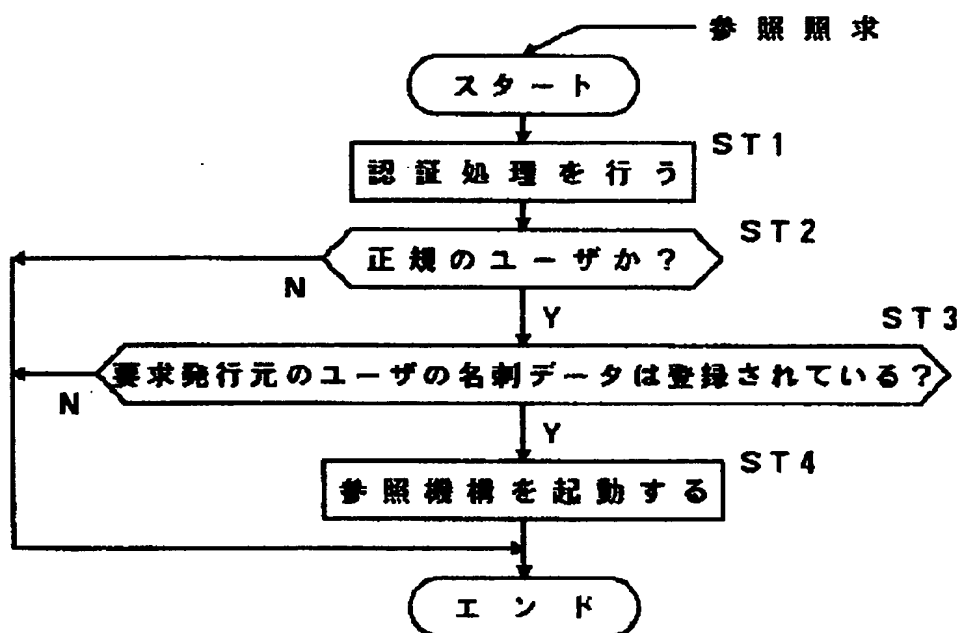 参照照求
スタート
ST1
認証処理を行う
ST2
正規のユーザか?
N
Y
ST3
要求発行元のユーザの名刺データは登録されている?
N
Y
ST4
参照機構を起動する
エンド